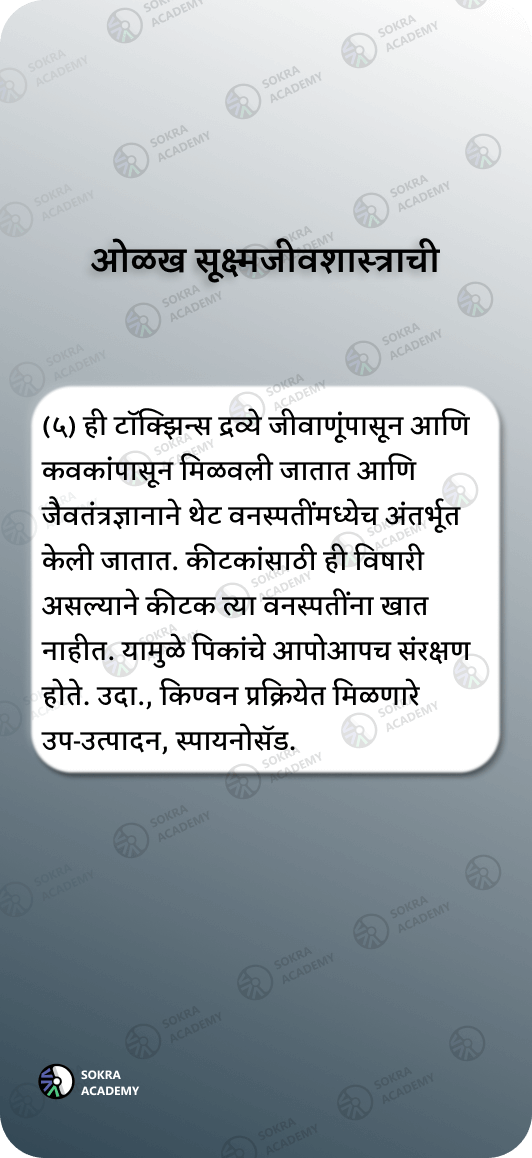 ओळख सूक्ष्मजीवशास्त्राची
(५) ही टॉक्झिन्स द्रव्ये जीवाणूंपासून आणि
कवकांपासून मिळवली जातात आणि
जैवतंत्रज्ञानाने थेट वनस्पतींमध्येच अंतर्भूत
केली जातात. कीटकांसाठी ही विषारी
असल्याने कीटक त्या वनस्पतींना खात
नाहीत. यामुळे पिकांचे आपोआपच संरक्षण
होते. उदा., किण्वन प्रक्रियेत मिळणारे
उप-उत्पादन, स्पायनोसॅड.
SOKRA
ACADEMY